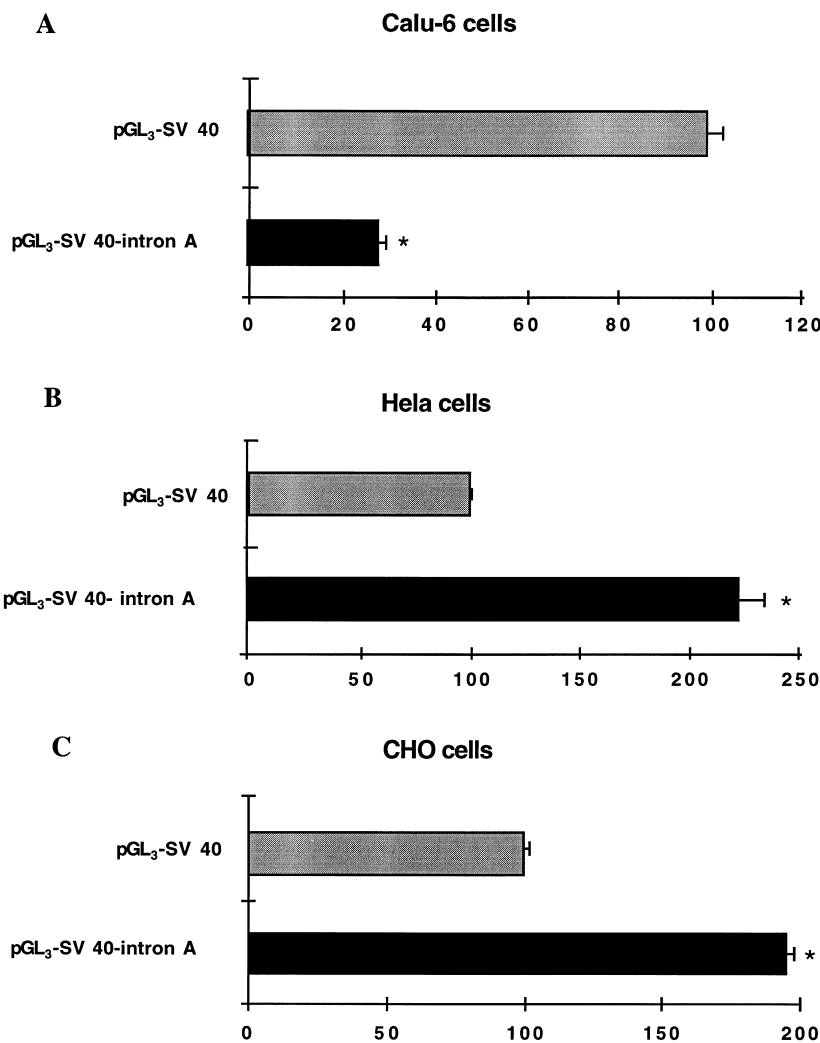 A
Calu-6 cells
pGL3-SV 40
pGL3-SV 40-intron A
*
0 20 40 60 80 100 120
B
Hela cells
pGL3-SV 40
pGL3-SV 40- intron A
*
0 50 100 150 200 250
C
CHO cells
pGL3-SV 40
pGL3-SV 40-intron A
*
0 50 100 150 200